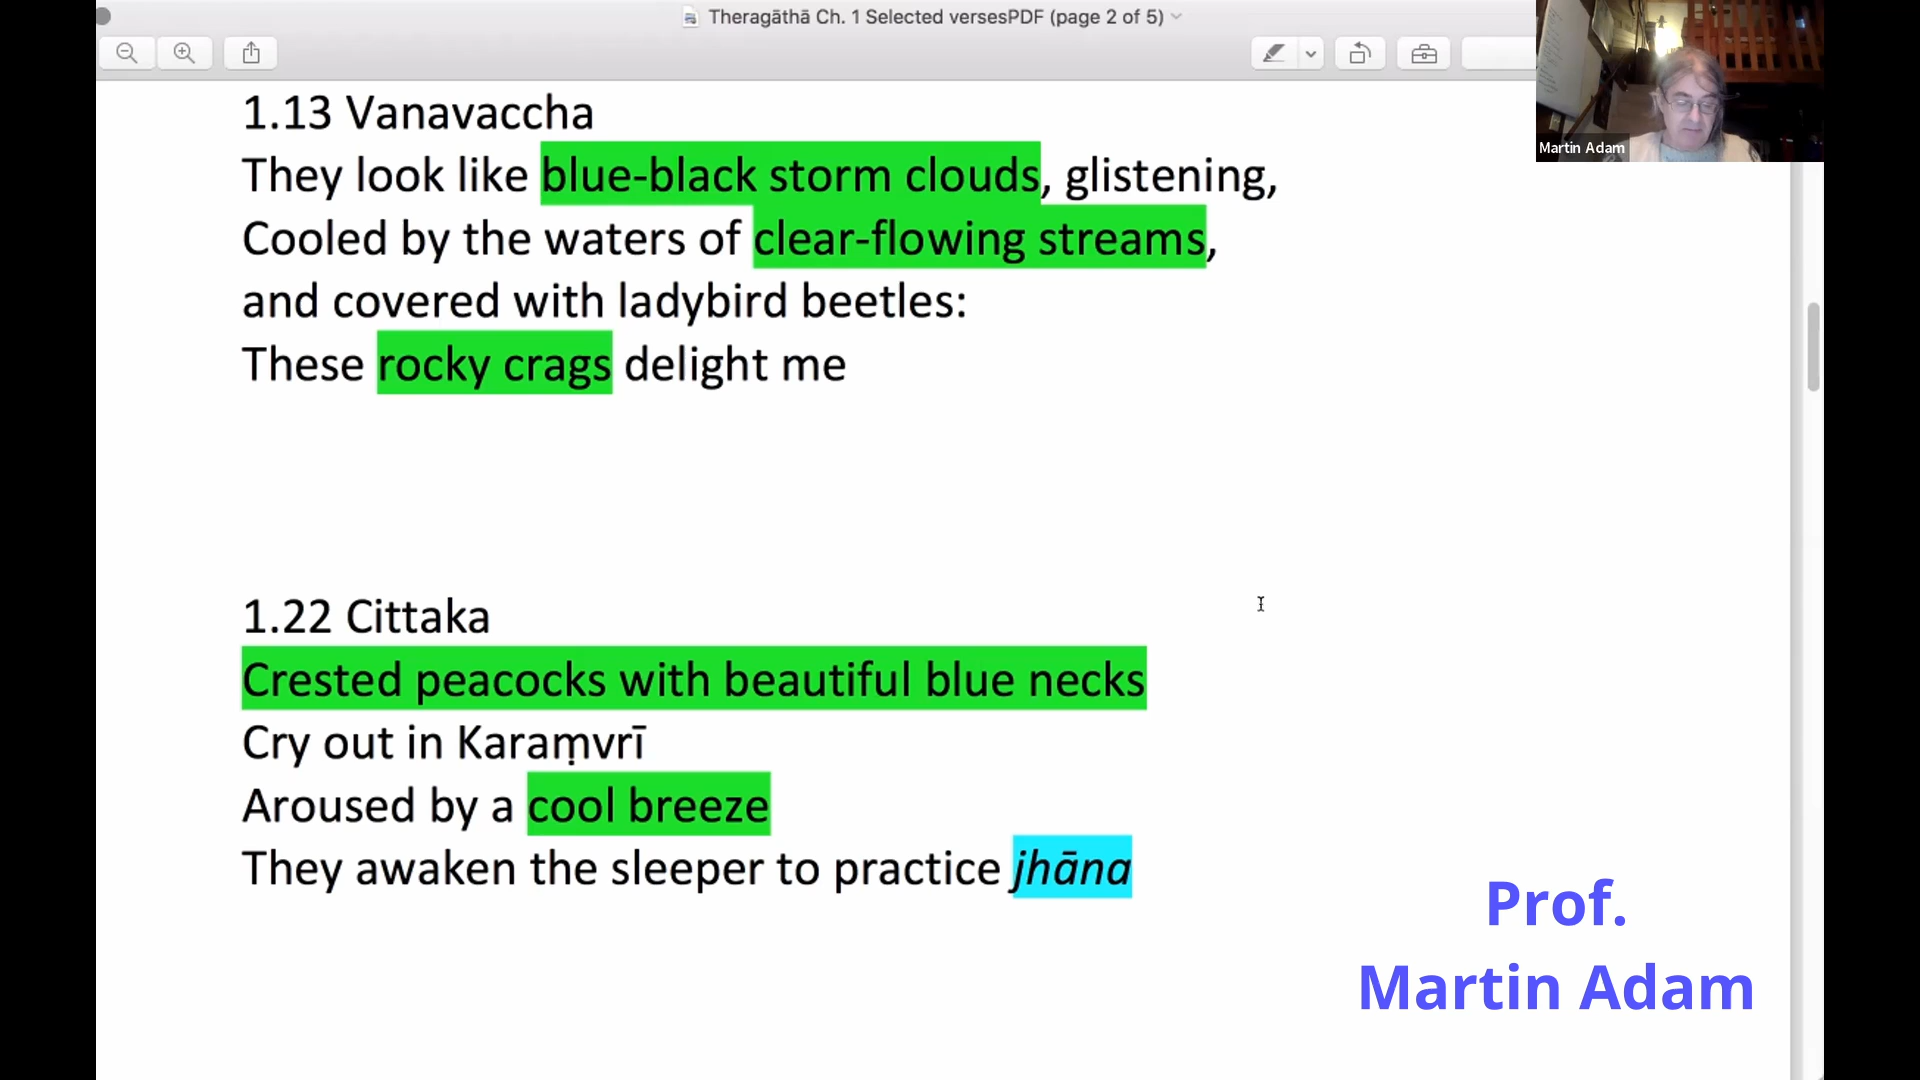 Theragāthā Ch. 1 Selected versesPDF (page 2 of 5)
Martin Adam
1.13 Vanavaccha
They look like blue-black storm clouds, glistening,
Cooled by the waters of clear-flowing streams,
and covered with ladybird beetles:
These rocky crags delight me
1.22 Cittaka
Crested peacocks with beautiful blue necks
Cry out in Karaṃvrī
Aroused by a cool breeze
They awaken the sleeper to practice jhāna
Prof.
Martin Adam